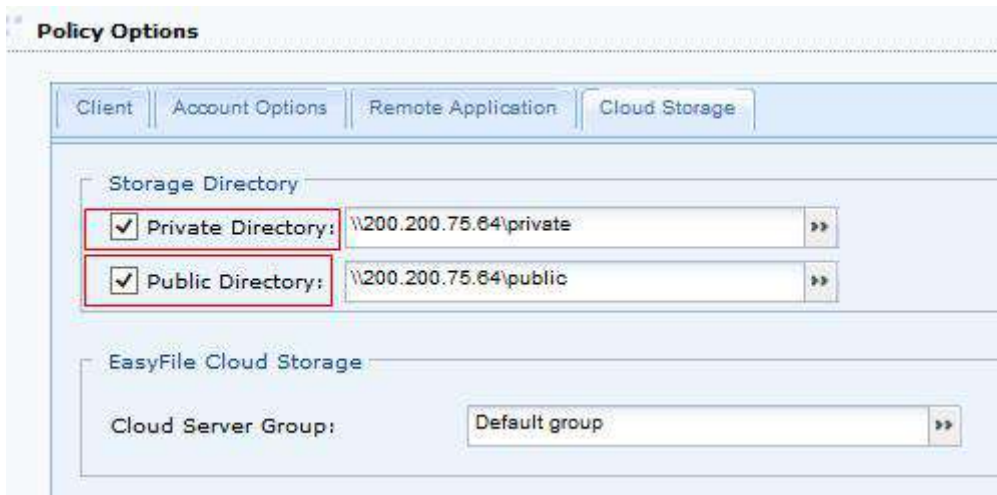 Policy Options
Client Account Options Remote Application Cloud Storage
Storage Directory
Private Directory: \\200.200.75.64\private >>
Public Directory: \\200.200.75.64\public >>
EasyFile Cloud Storage
Cloud Server Group: Default group >>